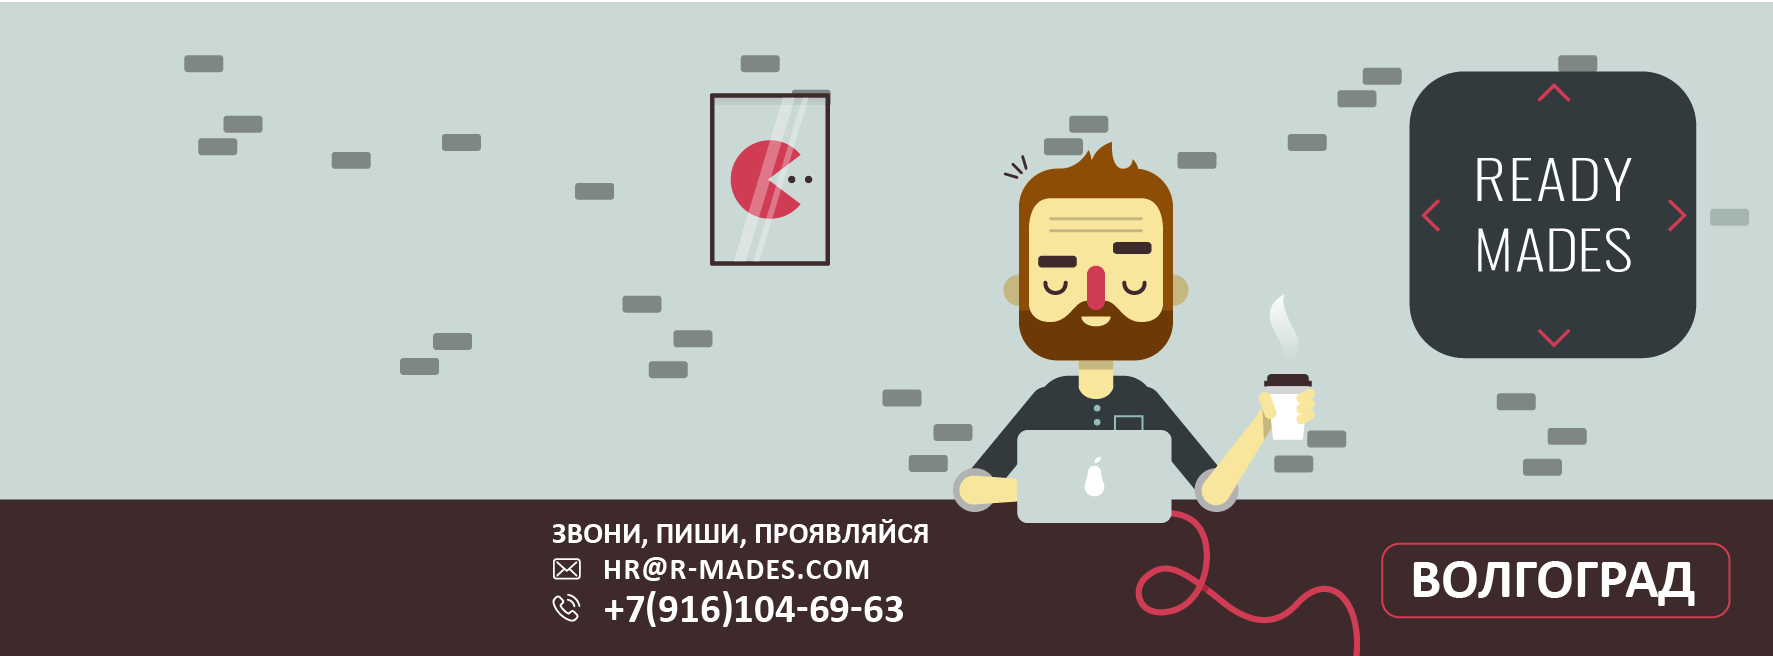 READY
MADES
ЗВОНИ, ПИШИ, ПРОЯВЛЯЙСЯ
HR@R-MADES.COM
+7(916)104-69-63
ВОЛГОГРАД